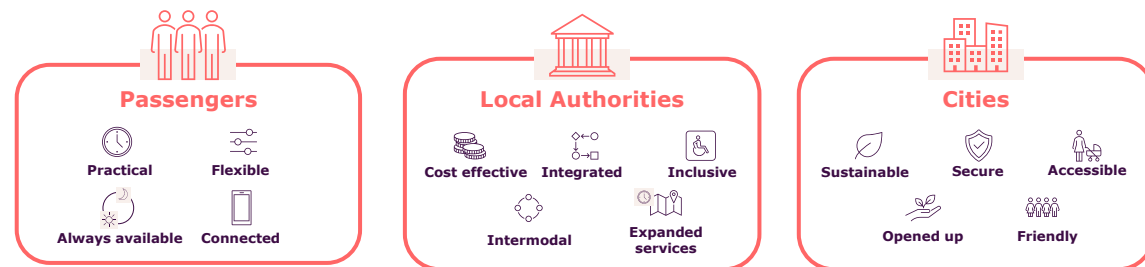 Passengers
Practical
Flexible
Always available
Connected
Local Authorities
Cost effective
Integrated
Inclusive
Intermodal
Expanded
services
Cities
Sustainable
Secure
Accessible
Opened up
Friendly